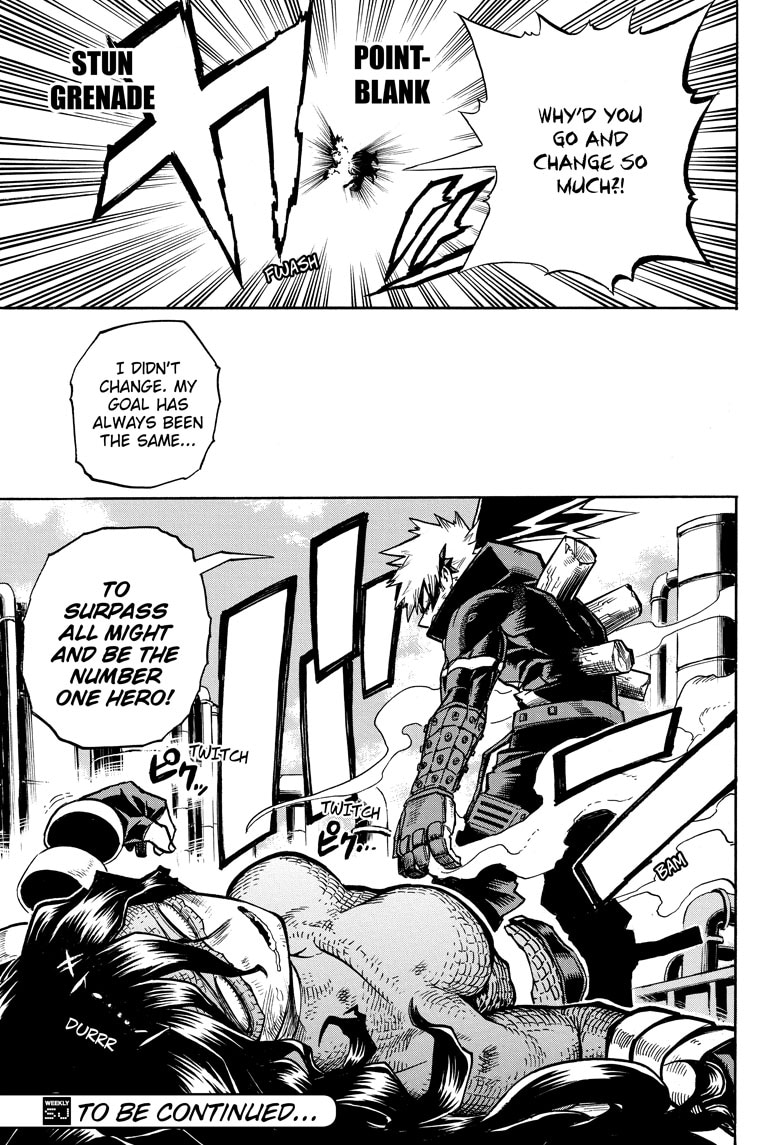 WHY'D YOU
GO AND
CHANGE SO
MUCH?!
POINT-
BLANK
STUN
GRENADE
FWASH
I DIDN'T
CHANGE. MY
GOAL HAS
ALWAYS BEEN
THE SAME...
TO
SURPASS
ALL MIGHT
AND BE THE
NUMBER
ONE HERO!
ピク…
TWITCH
TWITCH
ピク…
BAM
DURRR
WEEKLY
SJ
TO BE CONTINUED...